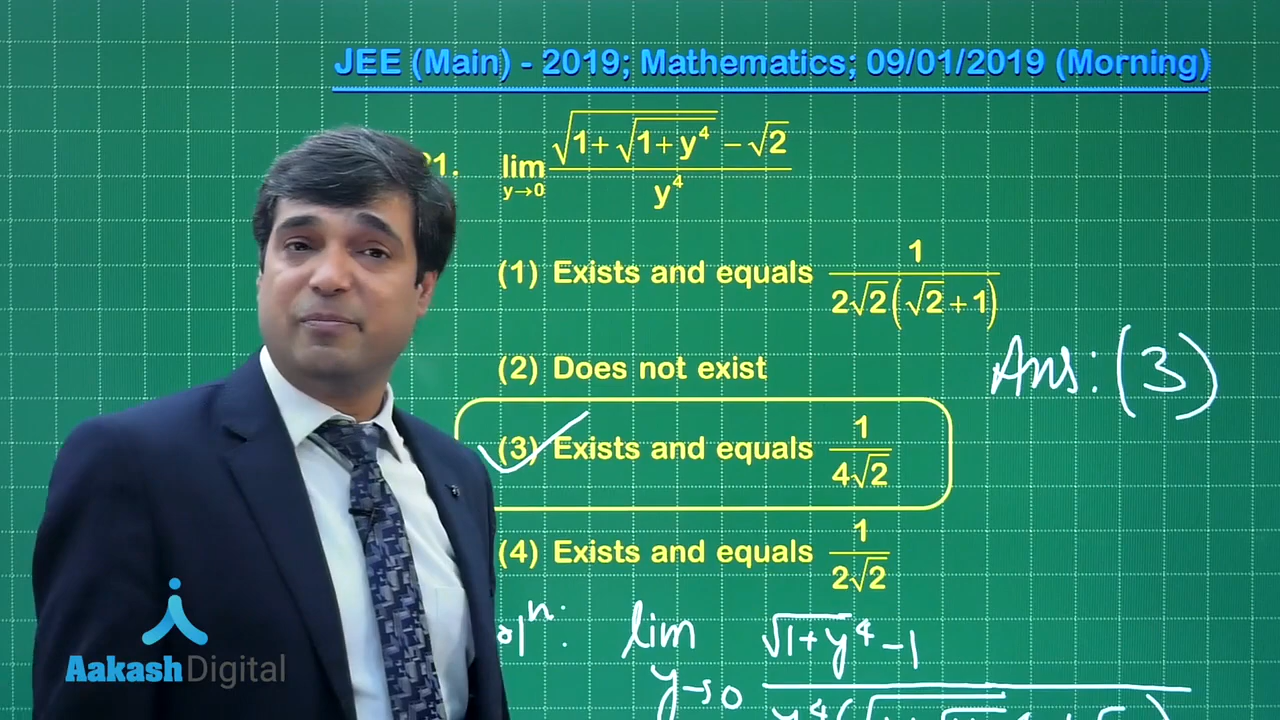 JEE (Main) - 2019; Mathematics; 09/01/2019 (Morning)
1. lim y→0 (√(1+√(1+y⁴)) − √2) / y⁴
(1) Exists and equals 1 / (2√2(√2+1))
(2) Does not exist
Ans: (3)
(3) Exists and equals 1 / (4√2)
(4) Exists and equals 1 / (2√2)
olⁿ: lim y→0 √(1+y⁴) − 1
Aakash Digital